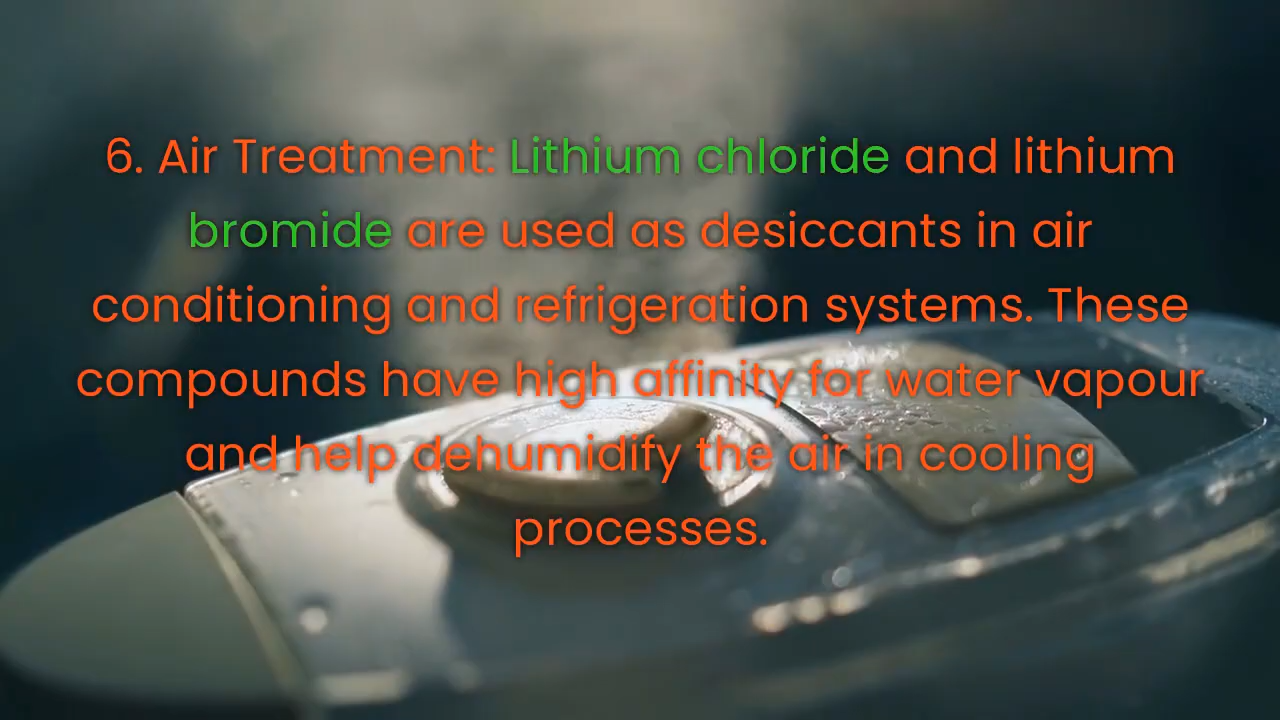 6. Air Treatment: Lithium chloride and lithium
bromide are used as desiccants in air
conditioning and refrigeration systems. These
compounds have high affinity for water vapour
and help dehumidify the air in cooling
processes.